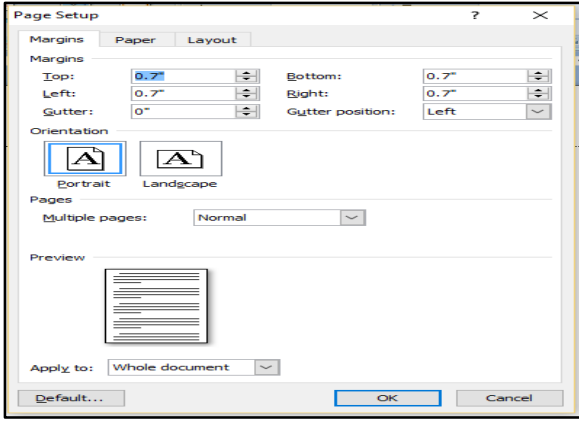 Page Setup ? ×
Margins Paper Layout
Margins
Top: 0.7" Bottom: 0.7"
Left: 0.7" Right: 0.7"
Gutter: 0" Gutter position: Left
Orientation
A A
Portrait Landscape
Pages
Multiple pages: Normal
Preview
Apply to: Whole document
Default... OK Cancel